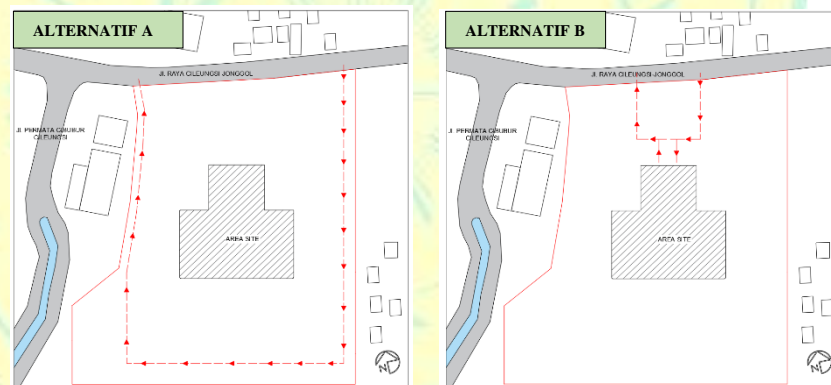 ALTERNATIF A
JL. RAYA CILEUNGSI JONGGOL
JL. PERMATA CIBUBUR
CILEUNGSI
AREA SITE
N
ALTERNATIF B
JL. RAYA CILEUNGSI JONGGOL
JL. PERMATA CIBUBUR
CILEUNGSI
AREA SITE
N